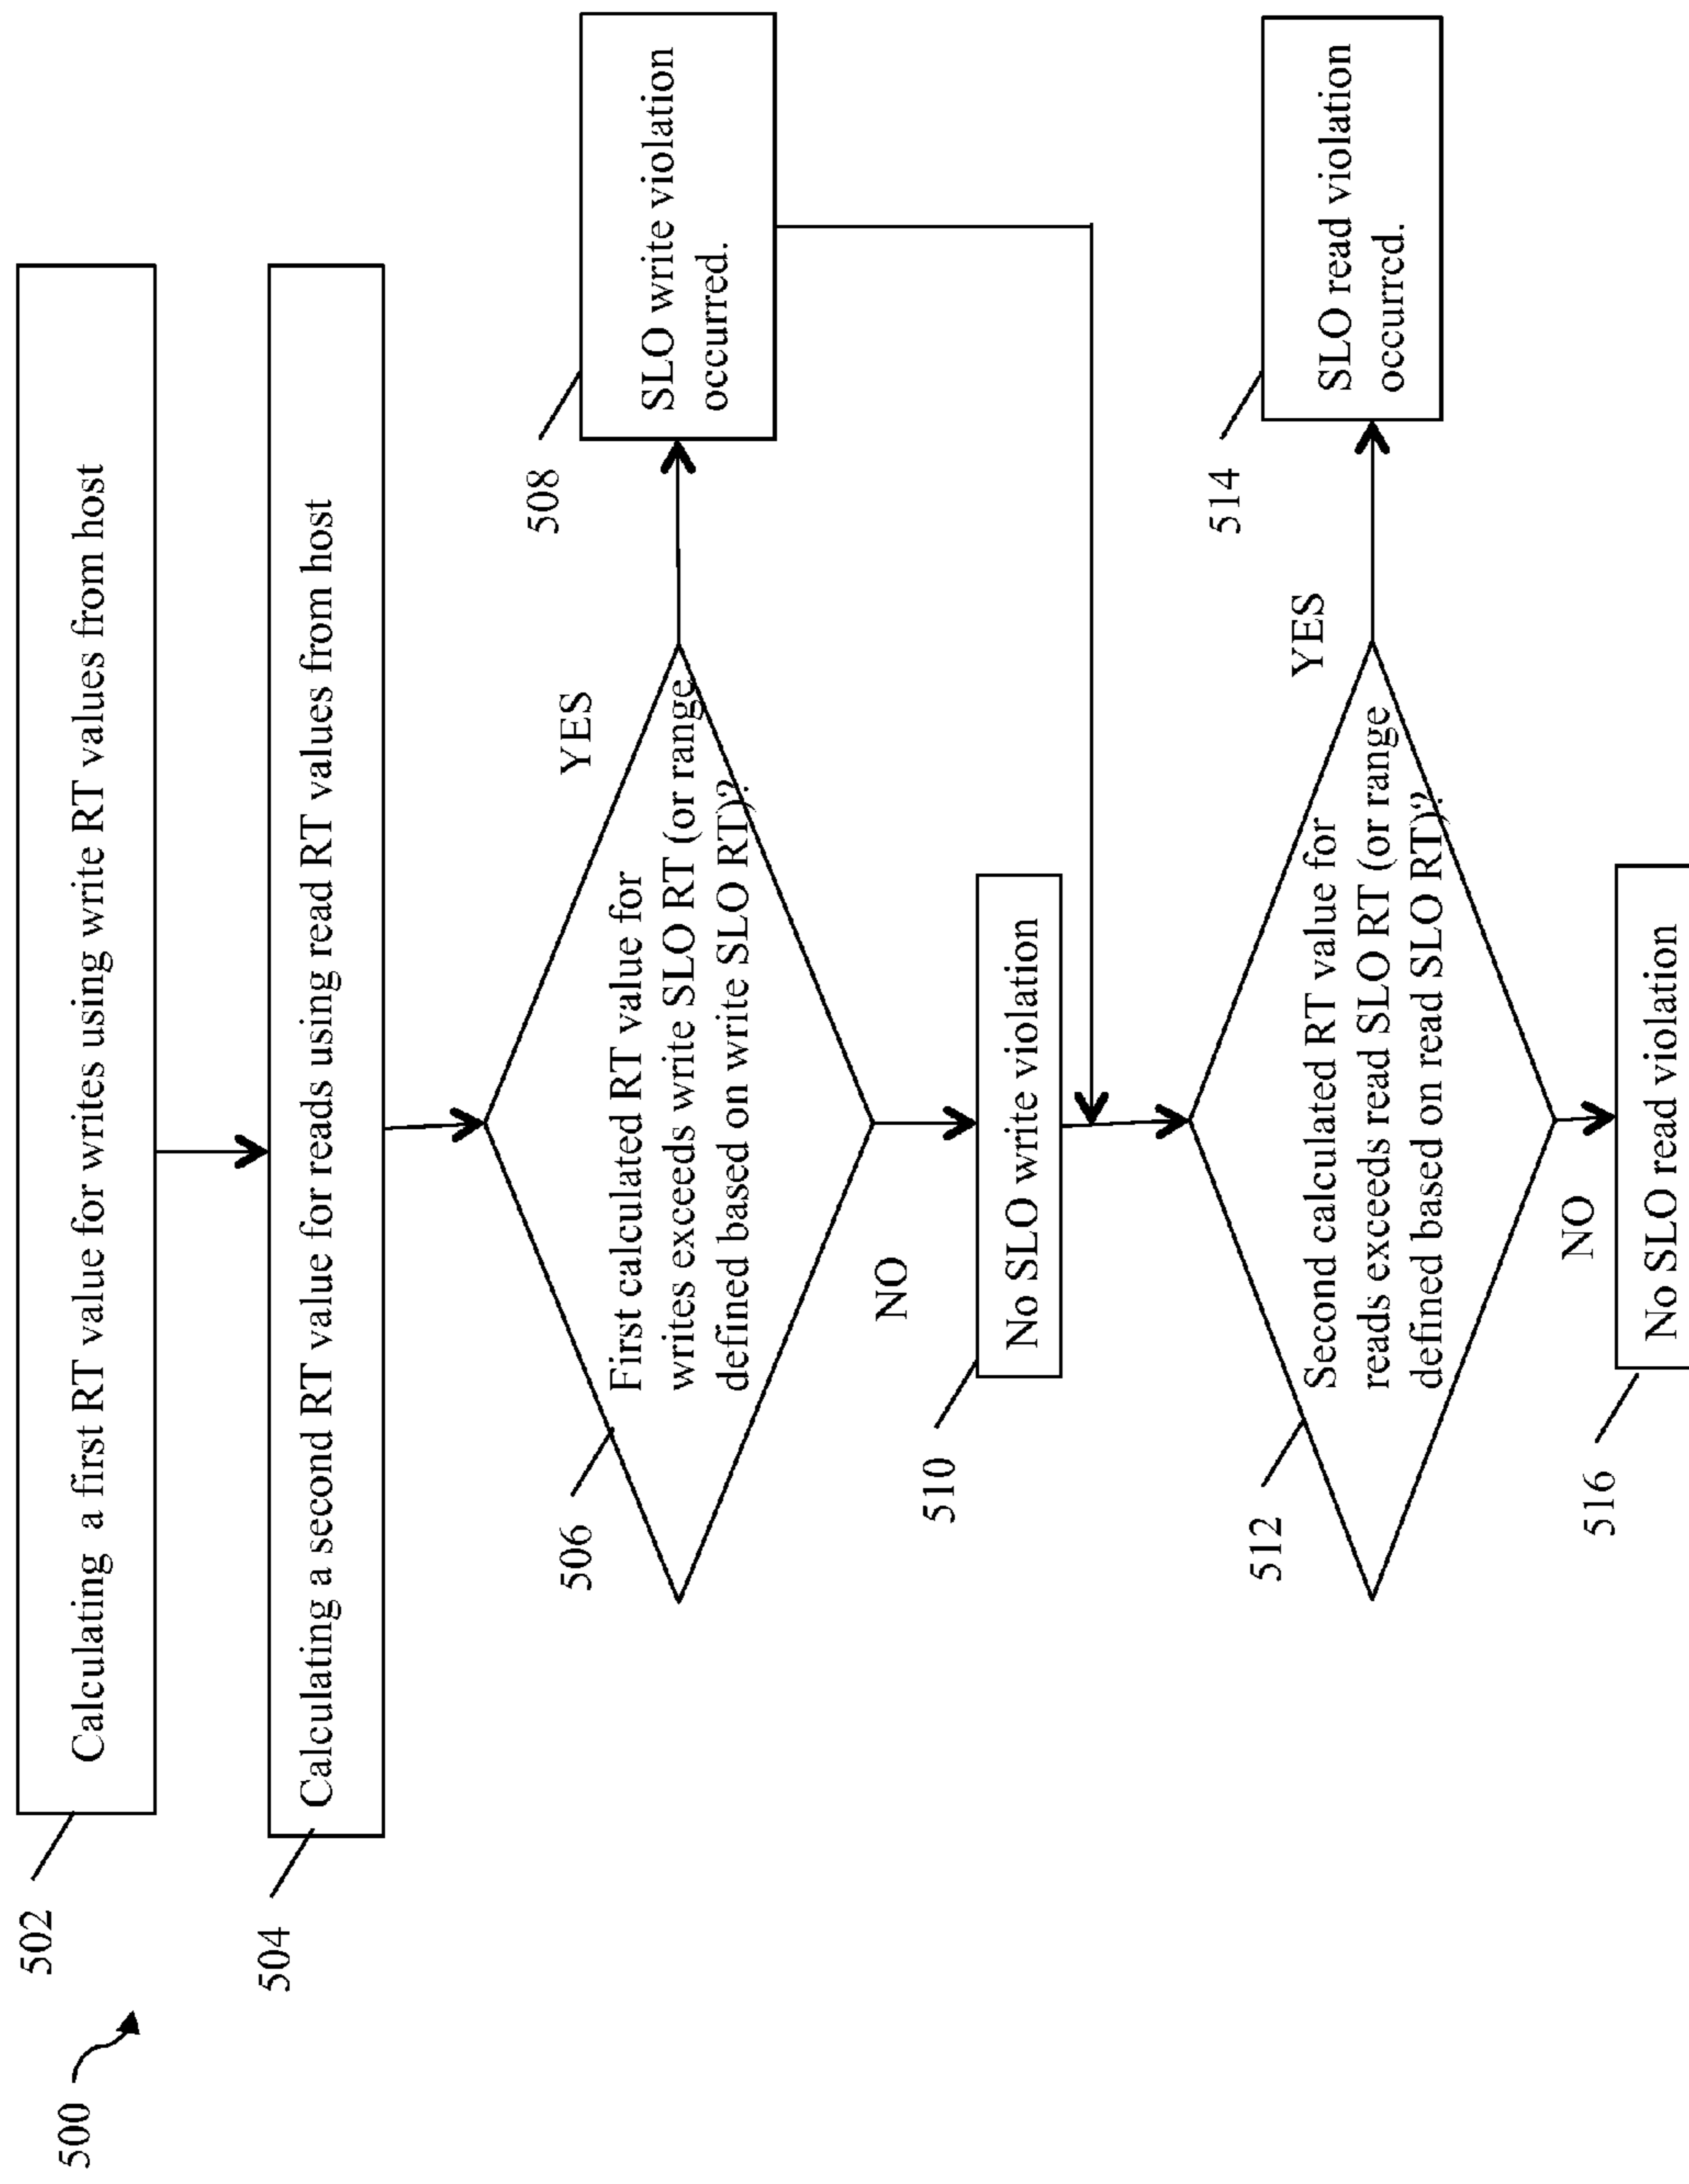 500
502
Calculating a first RT value for writes using write RT values from host
504
Calculating a second RT value for reads using read RT values from host
506
First calculated RT value for
writes exceeds write SLO RT (or range
defined based on write SLO RT)?
YES
508
SLO write violation
occurred.
NO
510
No SLO write violation
512
Second calculated RT value for
reads exceeds read SLO RT (or range
defined based on read SLO RT)?
YES
514
SLO read violation
occurred.
NO
516
No SLO read violation